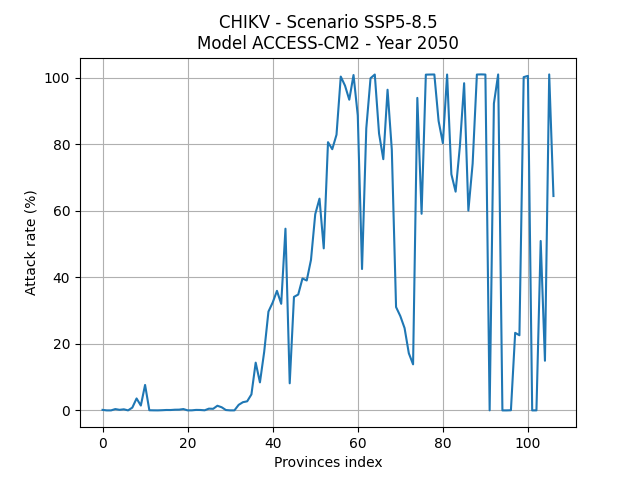 CHIKV - Scenario SSP5-8.5
Model ACCESS-CM2 - Year 2050
100
80
60
40
20
0
Attack rate (%)
0 20 40 60 80 100
Provinces index